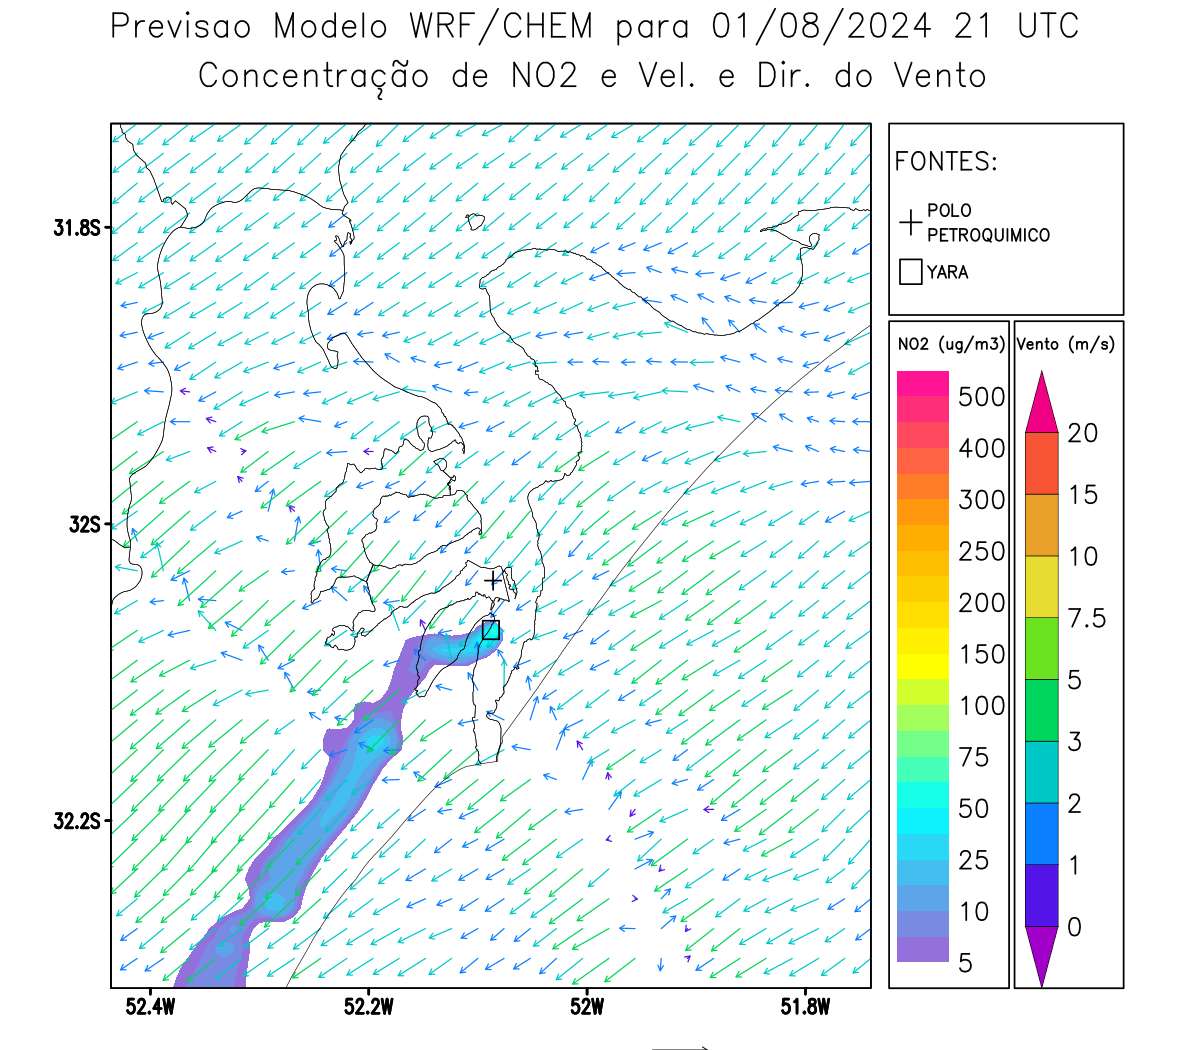 Previsao Modelo WRF/CHEM para 01/08/2024 21 UTC
Concentração de NO2 e Vel. e Dir. do Vento
FONTES:
POLO
PETROQUIMICO
YARA
NO2 (ug/m3)
500
400
300
250
200
150
100
75
50
25
10
5
Vento (m/s)
20
15
10
7.5
5
3
2
1
0
31.8S
32S
32.2S
52.4W
52.2W
52W
51.8W